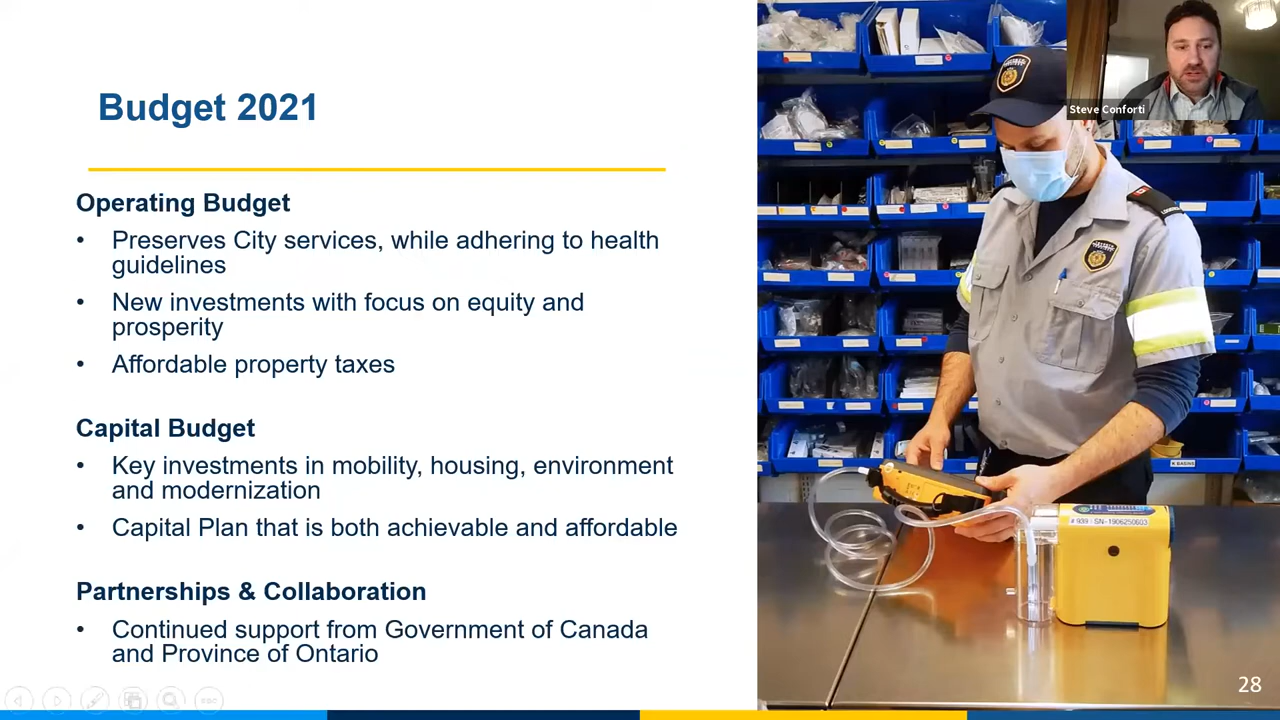 Budget 2021
Operating Budget
• Preserves City services, while adhering to health
guidelines
• New investments with focus on equity and
prosperity
• Affordable property taxes
Capital Budget
• Key investments in mobility, housing, environment
and modernization
• Capital Plan that is both achievable and affordable
Partnerships & Collaboration
• Continued support from Government of Canada
and Province of Ontario
Steve Conforti
SN-1906250603
28